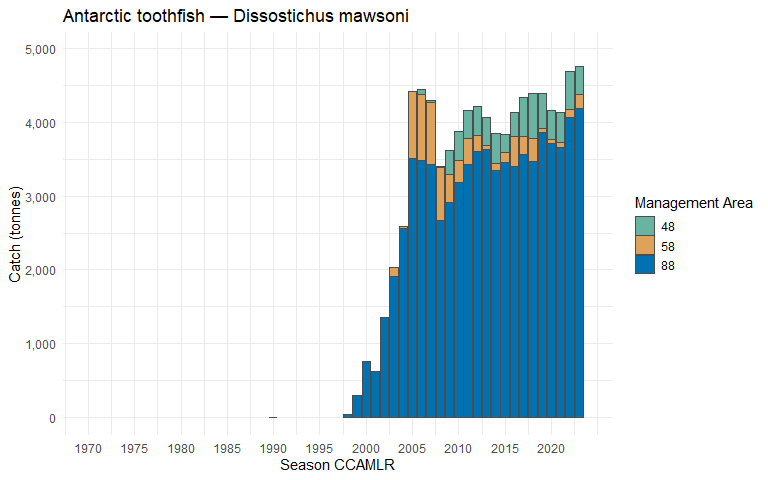 Antarctic toothfish — Dissostichus mawsoni
5,000
4,000
3,000
2,000
1,000
0
Catch (tonnes)
1970 1975 1980 1985 1990 1995 2000 2005 2010 2015 2020
Season CCAMLR
Management Area
48
58
88